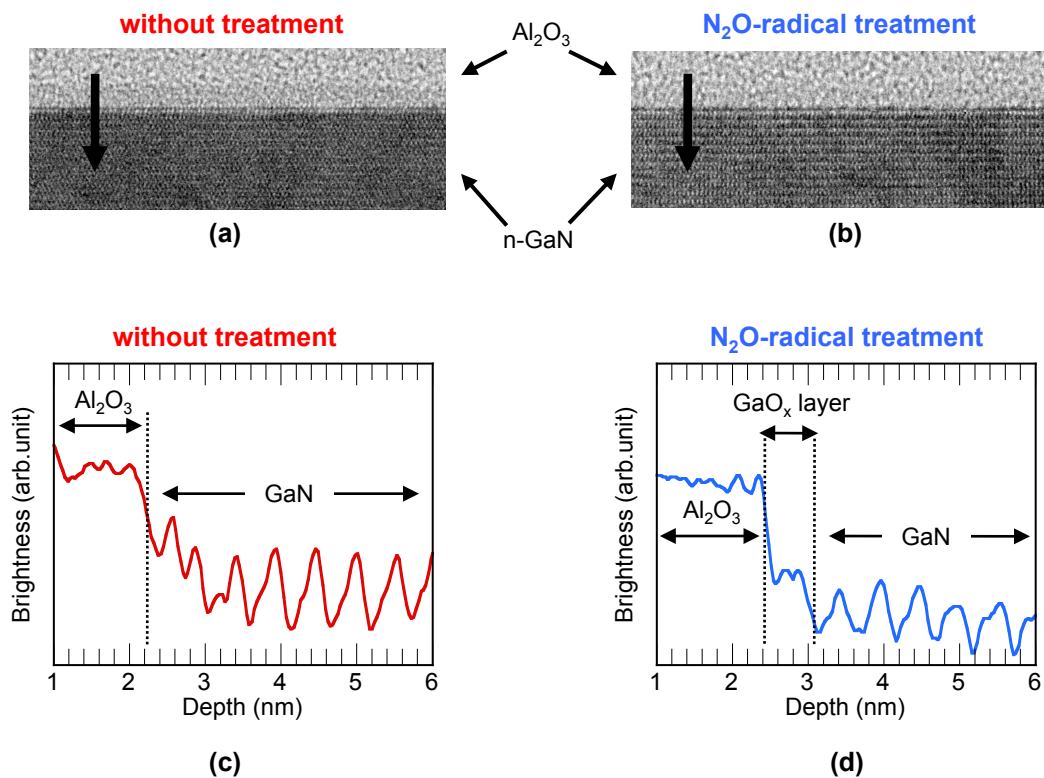 without treatment
Al₂O₃
N₂O-radical treatment
(a)
n-GaN
(b)
without treatment
N₂O-radical treatment
Al₂O₃
GaN
Brightness (arb.unit)
1 2 3 4 5 6
Depth (nm)
(c)
GaOₓ layer
Al₂O₃
GaN
Brightness (arb.unit)
1 2 3 4 5 6
Depth (nm)
(d)